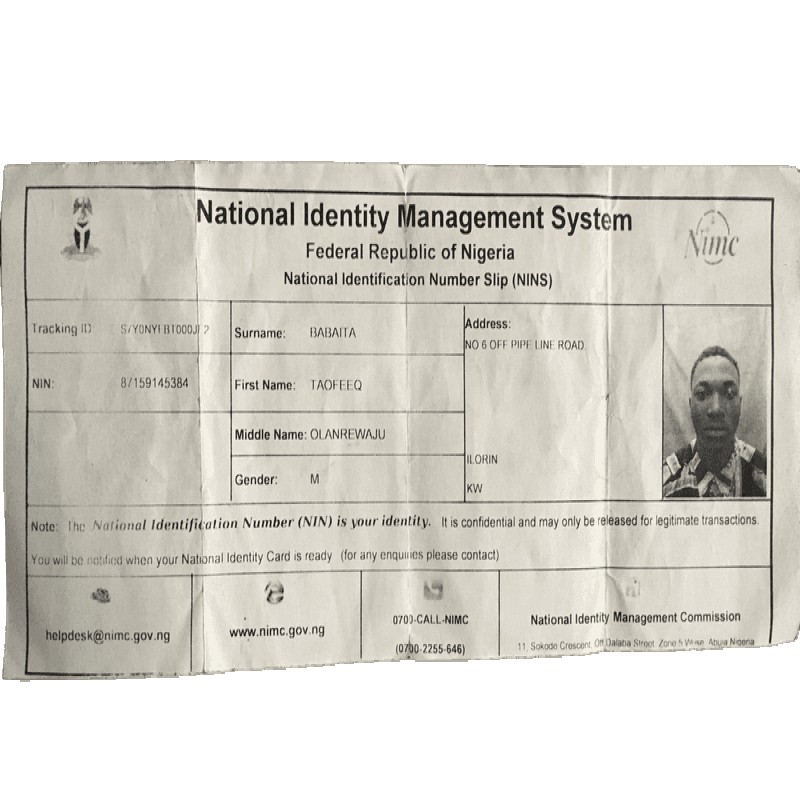 National Identity Management System
Federal Republic of Nigeria
National Identification Number Slip (NINS)
Nimc
Tracking ID
NIN: 87159145384
Surname: BABAITA
First Name: TAOFEEQ
Middle Name: OLANREWAJU
Gender: M
Address:
NO 6 OFF PIPE LINE ROAD
ILORIN
KW
Note: The National Identification Number (NIN) is your identity. It is confidential and may only be released for legitimate transactions.
You will be notified when your National Identity Card is ready (for any enquiries please contact)
helpdesk@nimc.gov.ng
www.nimc.gov.ng
0700-CALL-NIMC
(0700-2255-646)
National Identity Management Commission
11, Sokode Crescent, Off Dalaba Street, Zone 5 Wuse, Abuja Nigeria